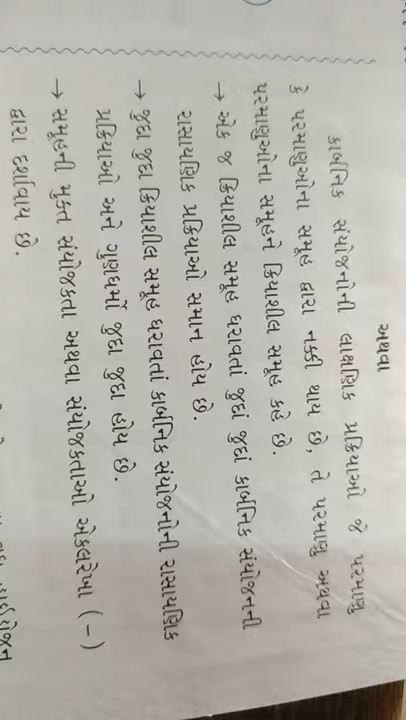 અથવા
કાર્બનિક સંયોજનોની લાક્ષણિક પ્રક્રિયાઓ જે પરમાણુ
કે પરમાણુઓના સમૂહ દ્વારા નક્કી થાય છે, તે પરમાણુ અથવા
પરમાણુઓના સમૂહને ક્રિયાશીલ સમૂહ કહે છે.
→ એક જ ક્રિયાશીલ સમૂહ ધરાવતાં જુદાં જુદાં કાર્બનિક સંયોજનની
રાસાયણિક પ્રક્રિયાઓ સમાન હોય છે.
→ જુદા જુદા ક્રિયાશીલ સમૂહ ધરાવતાં કાર્બનિક સંયોજનોની રાસાયણિક
પ્રક્રિયાઓ અને ગુણધર્મો જુદા જુદા હોય છે.
→ સમૂહની મુક્ત સંયોજકતા અથવા સંયોજકતાઓ એકલરેખા (-)
દ્વારા દર્શાવાય છે.